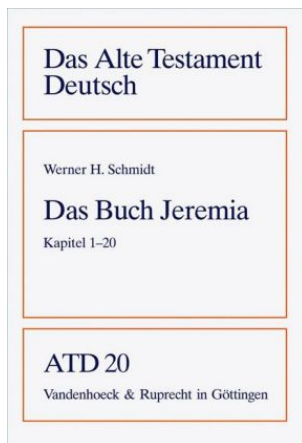 Das Alte Testament
Deutsch
Werner H. Schmidt
Das Buch Jeremia
Kapitel 1–20
ATD 20
Vandenhoeck & Ruprecht in Göttingen